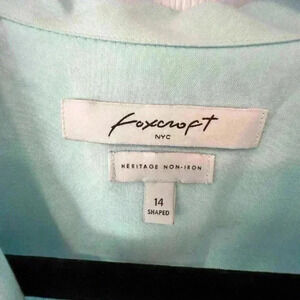 foxcroft
NYC
HERITAGE NON-IRON
14
SHAPED